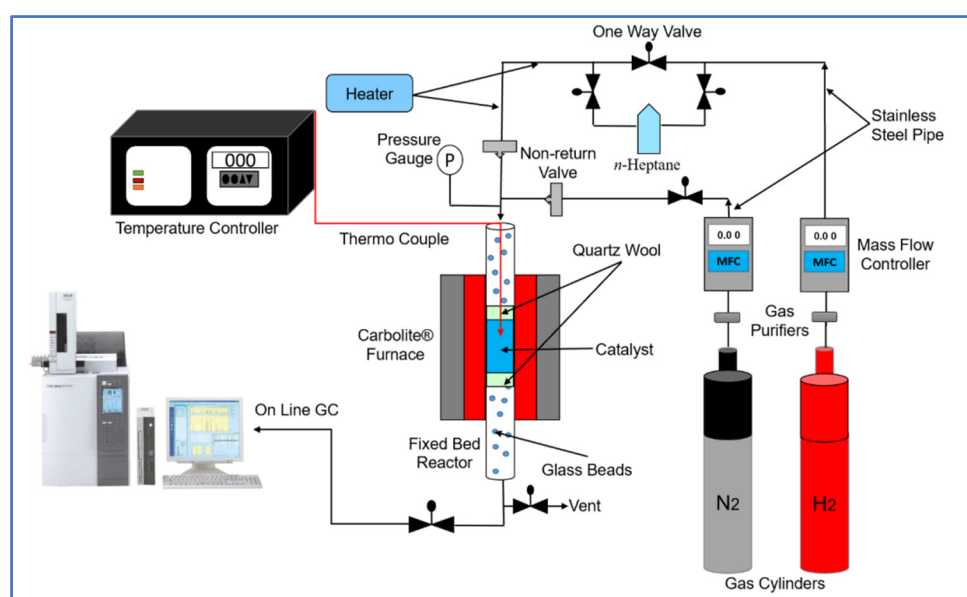 One Way Valve
Heater
Stainless
Steel Pipe
Pressure
Gauge
P
Non-return
Valve
n-Heptane
000
Temperature Controller
Thermo Couple
Quartz Wool
0.0 0
MFC
0.0 0
MFC
Mass Flow
Controller
Gas
Purifiers
Carbolite®
Furnace
Catalyst
On Line GC
Fixed Bed
Reactor
Glass Beads
Vent
N2
H2
Gas Cylinders